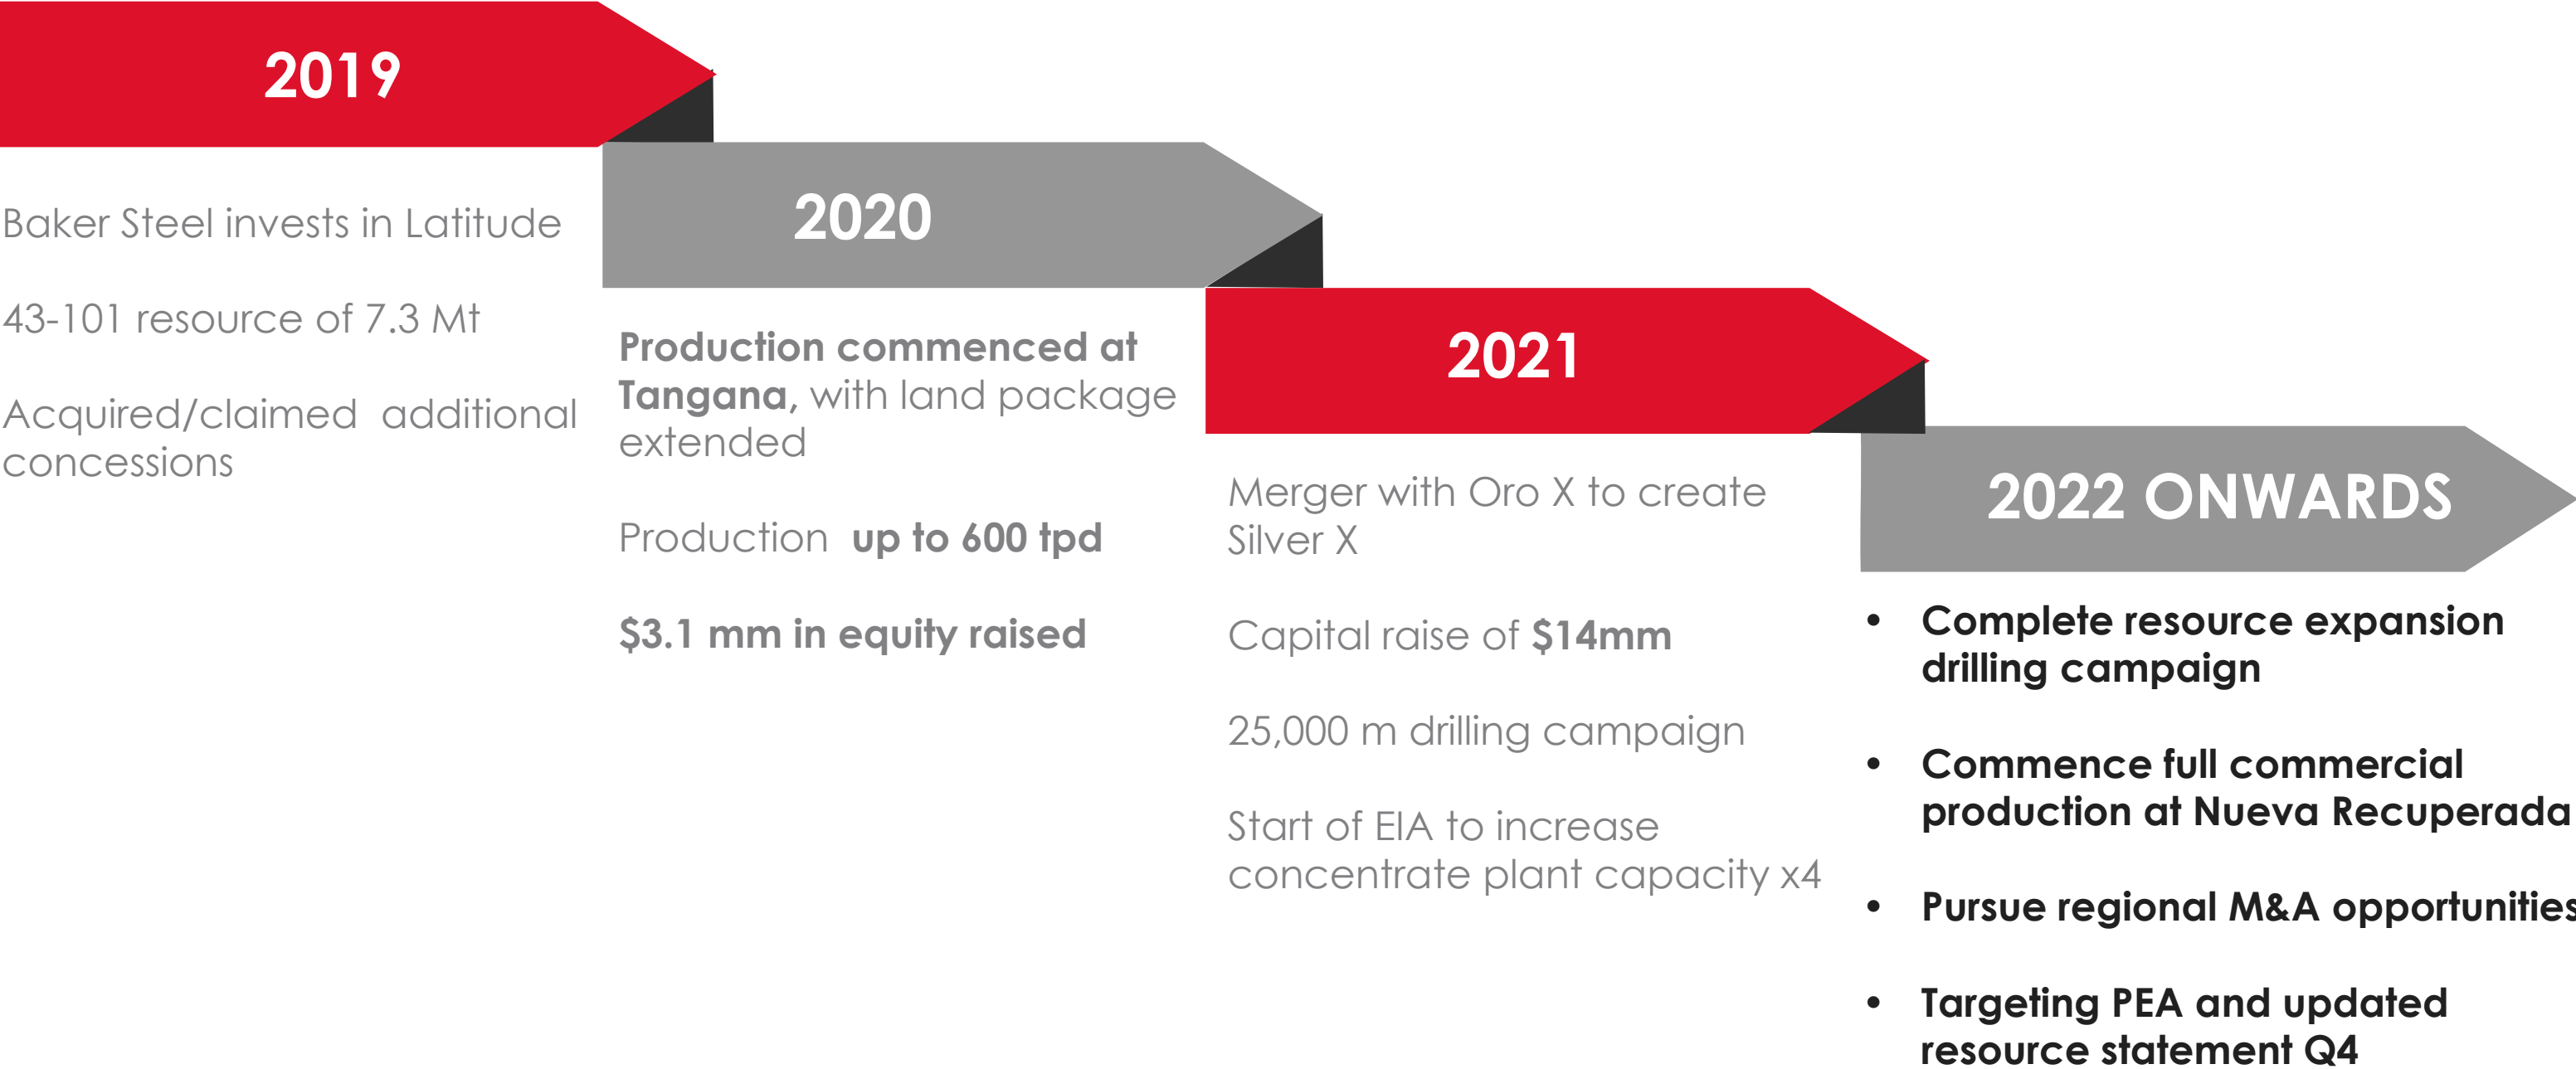 2019
Baker Steel invests in Latitude
43-101 resource of 7.3 Mt
Acquired/claimed additional
concessions
2020
Production commenced at
Tangana, with land package
extended
Production up to 600 tpd
$3.1 mm in equity raised
2021
Merger with Oro X to create
Silver X
Capital raise of $14mm
25,000 m drilling campaign
Start of EIA to increase
concentrate plant capacity x4
2022 ONWARDS
• Complete resource expansion
drilling campaign
• Commence full commercial
production at Nueva Recuperada
• Pursue regional M&A opportunities
• Targeting PEA and updated
resource statement Q4